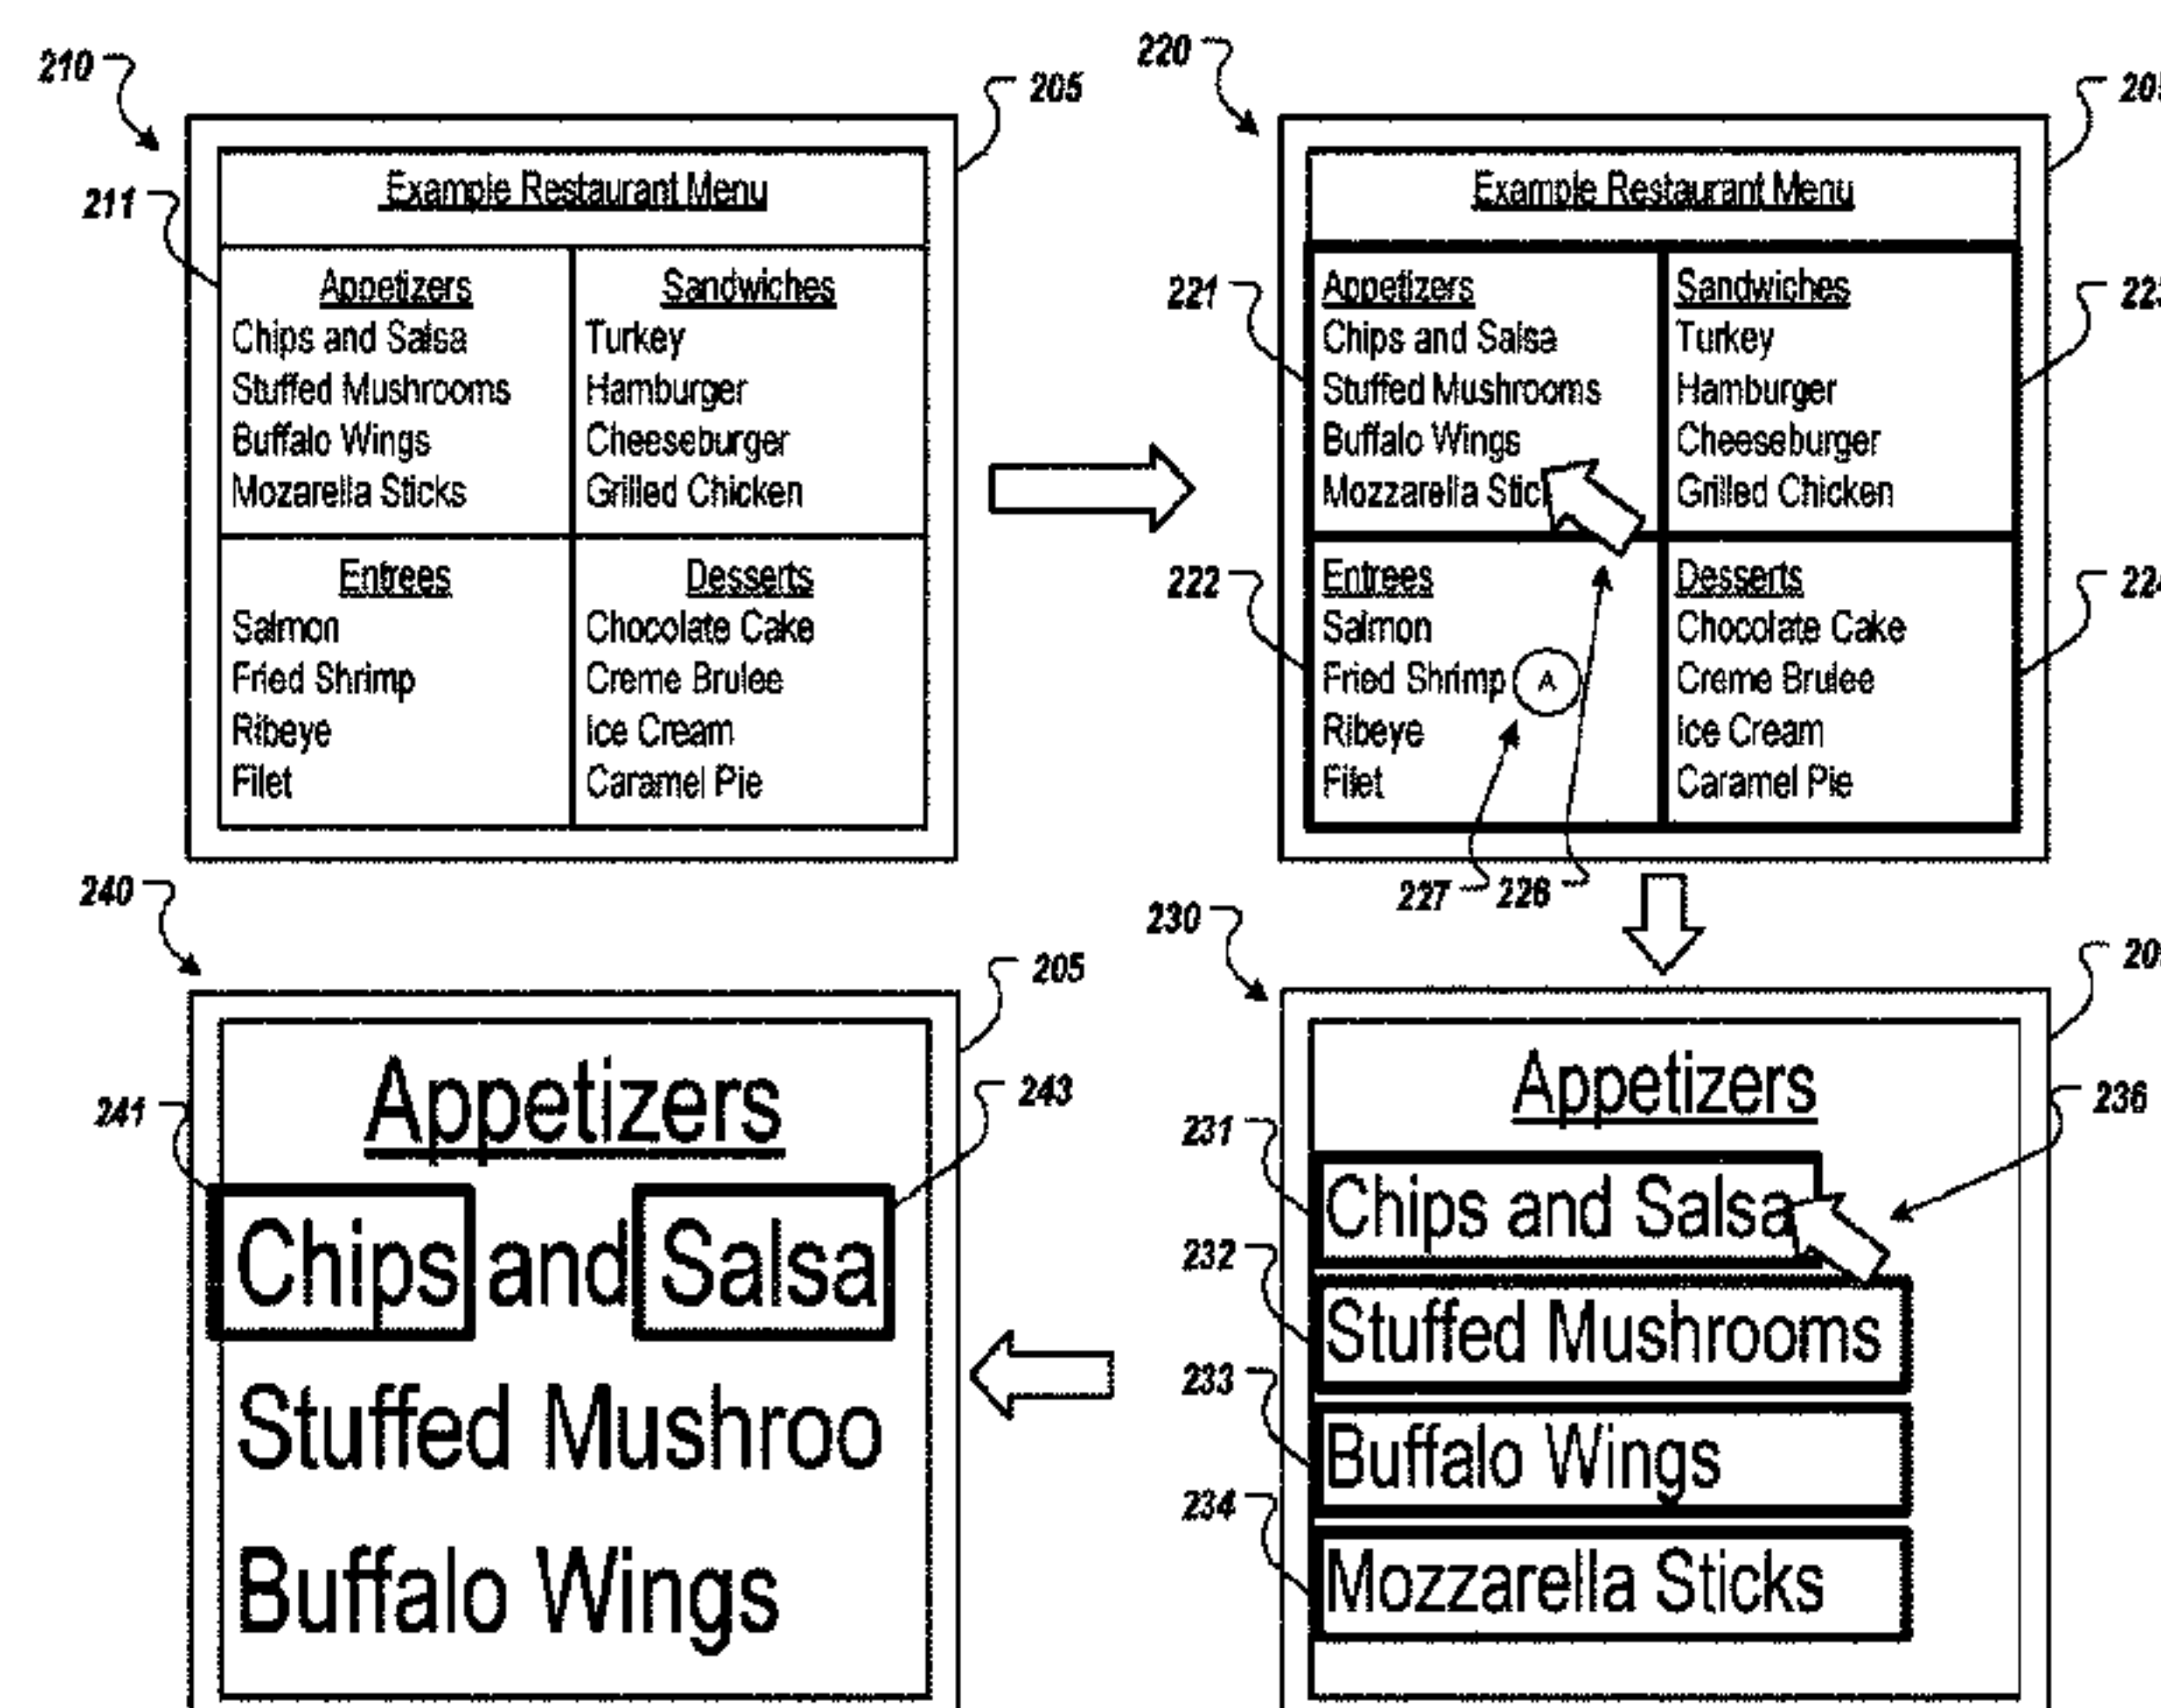 210
205
Example Restaurant Menu
211
Appetizers
Chips and Salsa
Stuffed Mushrooms
Buffalo Wings
Mozarella Sticks
Sandwiches
Turkey
Hamburger
Cheeseburger
Grilled Chicken
Entrees
Salmon
Fried Shrimp
Ribeye
Filet
Desserts
Chocolate Cake
Creme Brulee
Ice Cream
Caramel Pie
220
205
Example Restaurant Menu
221
223
Appetizers
Chips and Salsa
Stuffed Mushrooms
Buffalo Wings
Mozzarella Stic
Sandwiches
Turkey
Hamburger
Cheeseburger
Grilled Chicken
222
224
Entrees
Salmon
Fried Shrimp A
Ribeye
Filet
Desserts
Chocolate Cake
Creme Brulee
Ice Cream
Caramel Pie
227 226
230
20
236
Appetizers
231
Chips and Salsa
232
Stuffed Mushrooms
233
Buffalo Wings
234
Mozzarella Sticks
240
205
243
Appetizers
241
Chips and Salsa
Stuffed Mushroo
Buffalo Wings